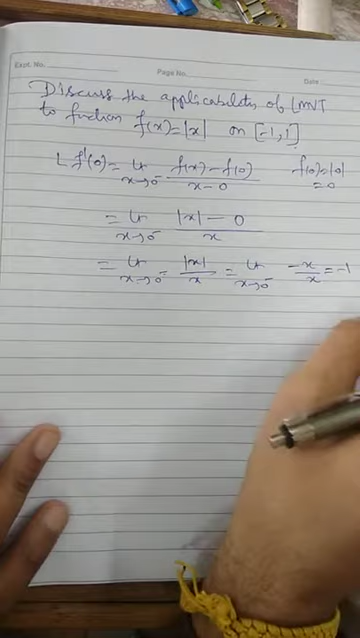 Expt. No.
Page No.
Date
Discuss the applicability of LMVT
to function f(x)=|x| on [-1,1]
L f'(0) = lt x→0⁻ f(x)-f(0) / x-0 f(0)=|0| =0
= lt x→0⁻ |x| - 0 / x
= lt x→0⁻ |x| / x = lt x→0⁻ -x / x = -1